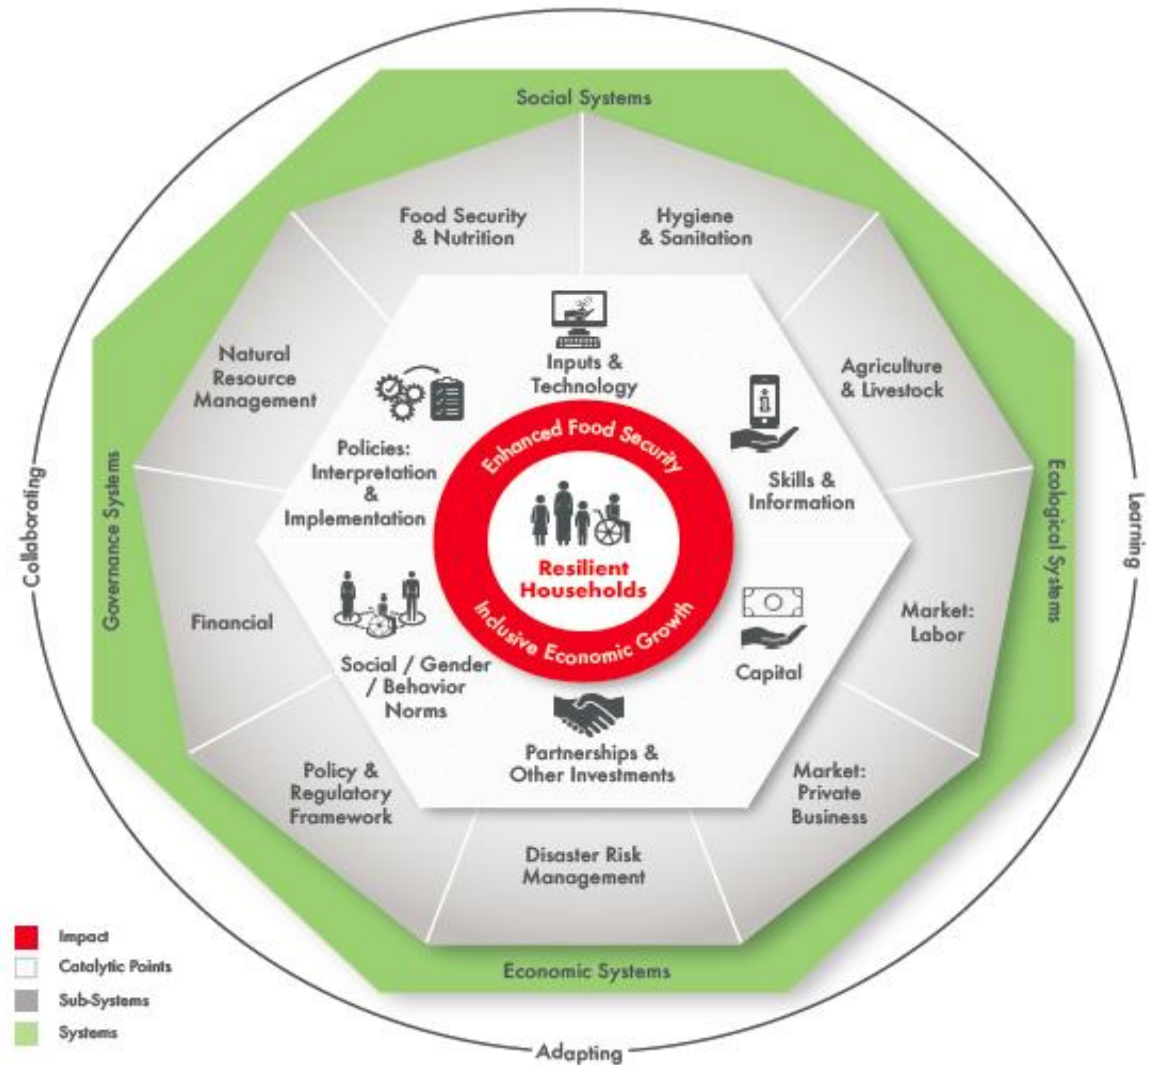 Social Systems
Food Security
& Nutrition
Hygiene
& Sanitation
Natural
Resource
Management
Agriculture
& Livestock
Inputs &
Technology
Policies:
Interpretation
&
Implementation
Skills &
Information
Enhanced Food Security
Resilient
Households
Inclusive Economic Growth
Collaborating
Governance Systems
Ecological Systems
Learning
Financial
Market:
Labor
Social / Gender
/ Behavior
Norms
Capital
Partnerships &
Other Investments
Policy &
Regulatory
Framework
Market:
Private
Business
Disaster Risk
Management
Economic Systems
Adapting
Impact
Catalytic Points
Sub-Systems
Systems